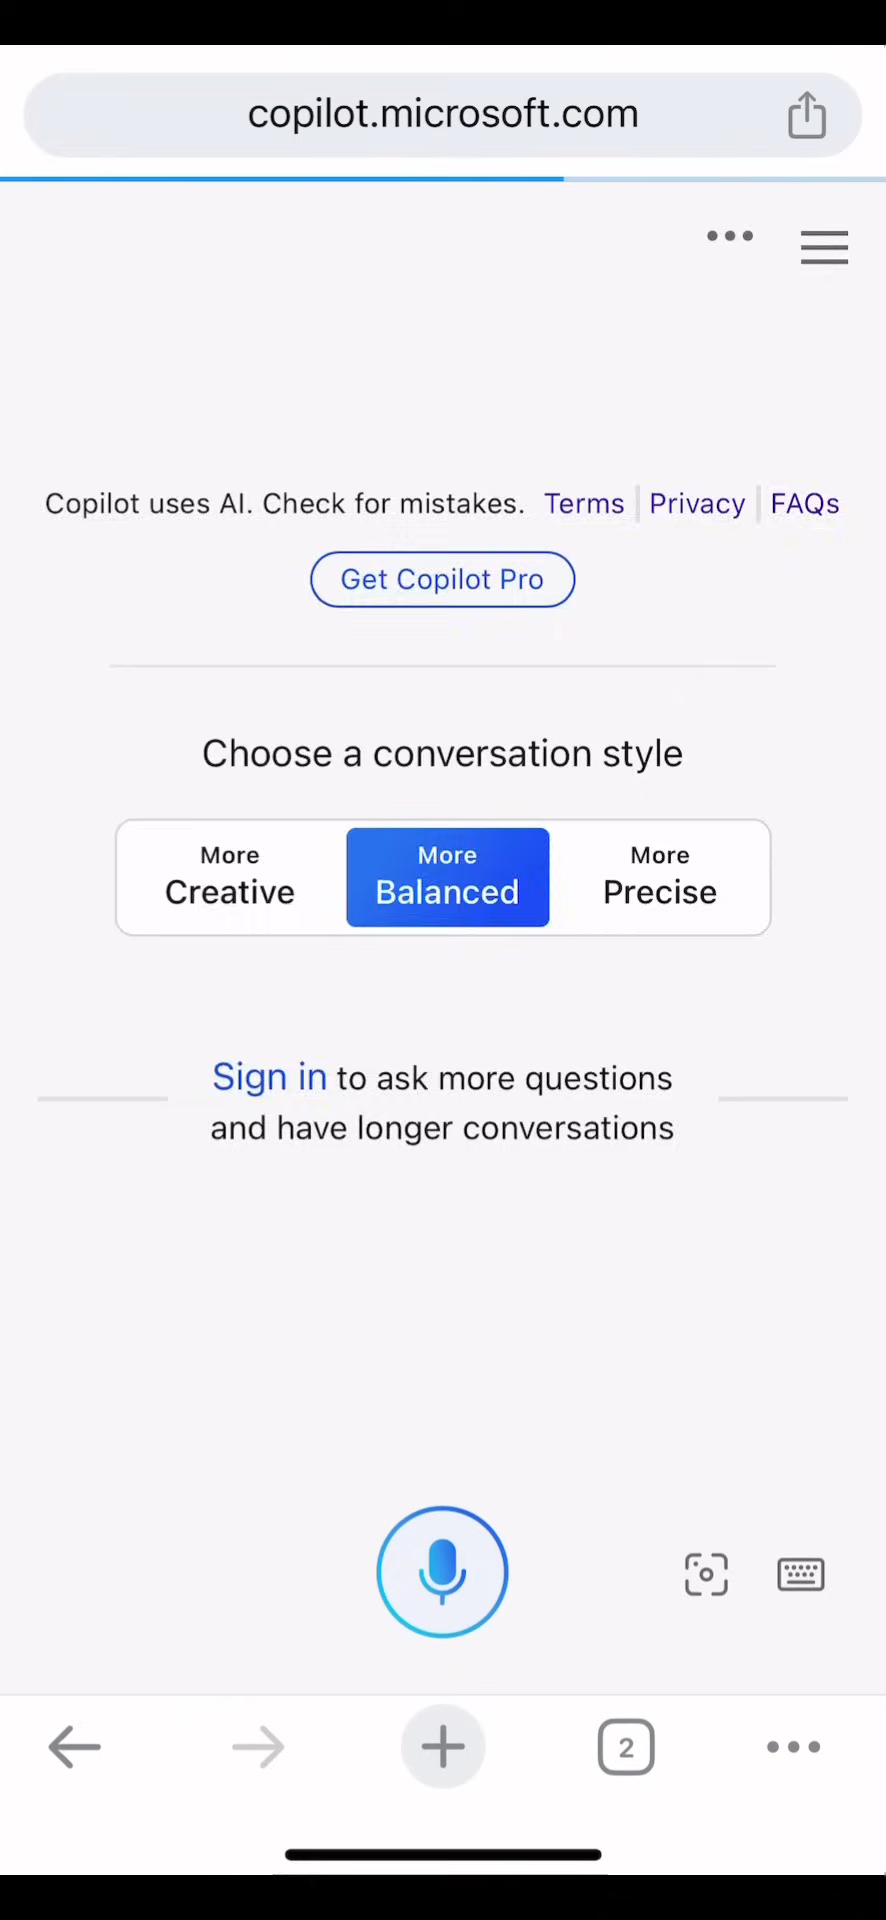 copilot.microsoft.com
Copilot uses AI. Check for mistakes. Terms Privacy FAQs
Get Copilot Pro
Choose a conversation style
More More More
Creative Balanced Precise
Sign in to ask more questions
and have longer conversations
2